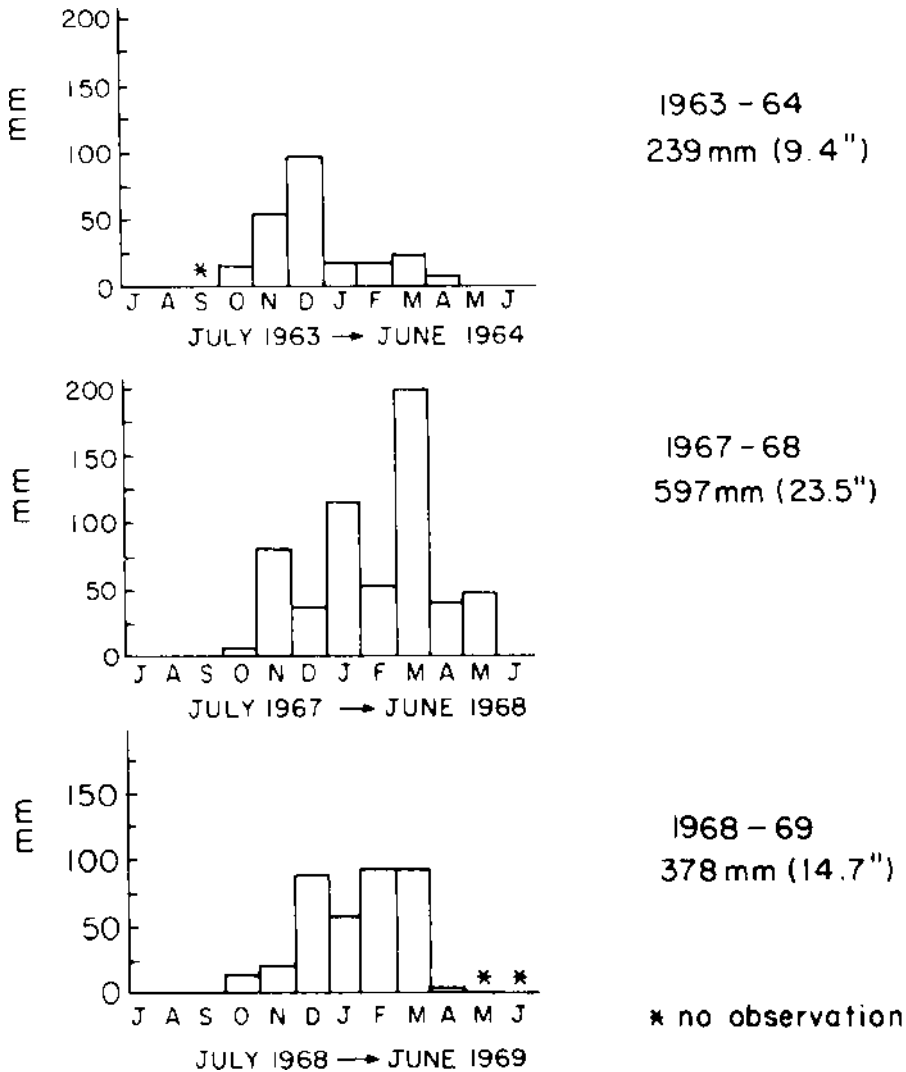 200
150
100
50
0
mm
*
J A S O N D J F M A M J
JULY 1963 → JUNE 1964
1963 - 64
239 mm (9.4")
200
150
100
50
0
mm
J A S O N D J F M A M J
JULY 1967 → JUNE 1968
1967 - 68
597 mm (23.5")
150
100
50
0
mm
* *
J A S O N D J F M A M J
JULY 1968 → JUNE 1969
1968 - 69
378 mm (14.7")
* no observation